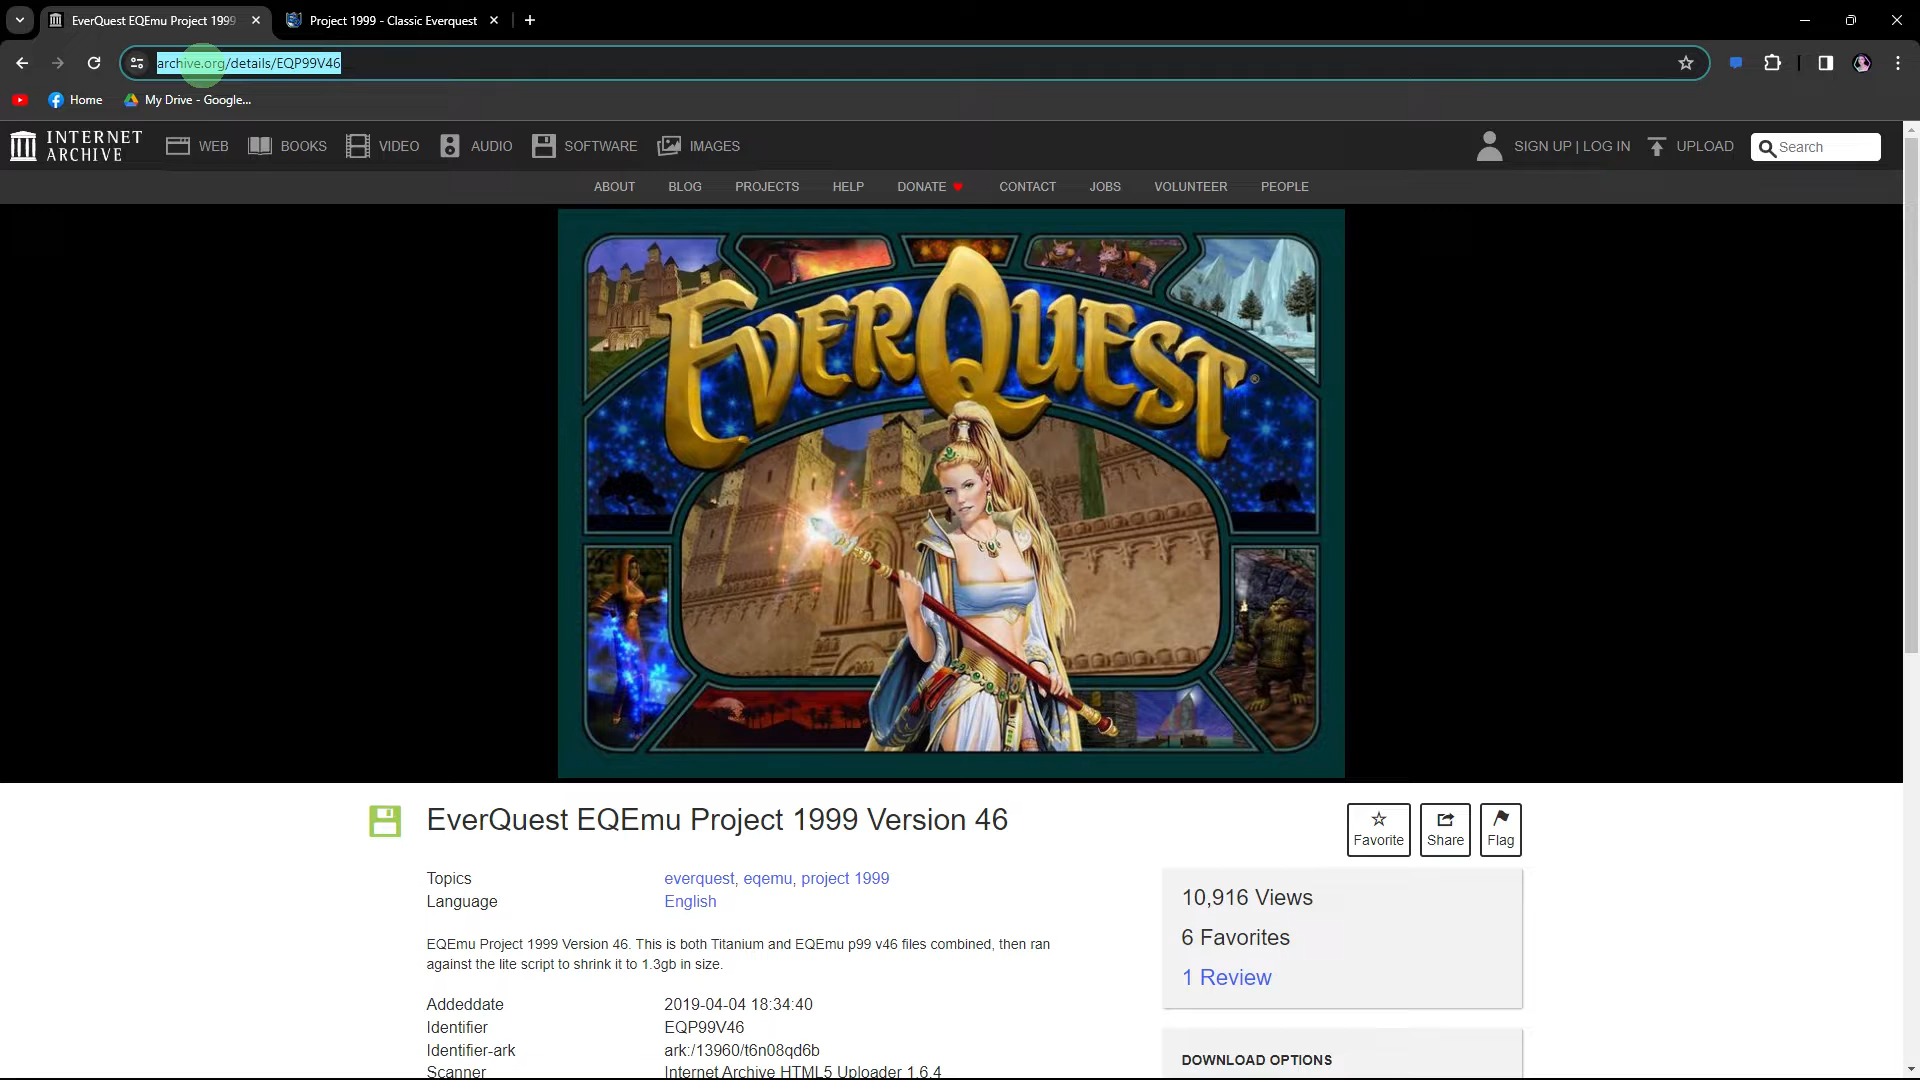 EverQuest EQEmu Project 1999
Project 1999 - Classic Everquest
archive.org/details/EQP99V46
Home
My Drive - Google...
INTERNET ARCHIVE
WEB
BOOKS
VIDEO
AUDIO
SOFTWARE
IMAGES
SIGN UP | LOG IN
UPLOAD
Search
ABOUT
BLOG
PROJECTS
HELP
DONATE
CONTACT
JOBS
VOLUNTEER
PEOPLE
EVERQUEST®
EverQuest EQEmu Project 1999 Version 46
Favorite
Share
Flag
Topics everquest, eqemu, project 1999
Language English
EQEmu Project 1999 Version 46. This is both Titanium and EQEmu p99 v46 files combined, then ran
against the lite script to shrink it to 1.3gb in size.
Addeddate 2019-04-04 18:34:40
Identifier EQP99V46
Identifier-ark ark:/13960/t6n08qd6b
Scanner Internet Archive HTML5 Uploader 1.6.4
10,916 Views
6 Favorites
1 Review
DOWNLOAD OPTIONS